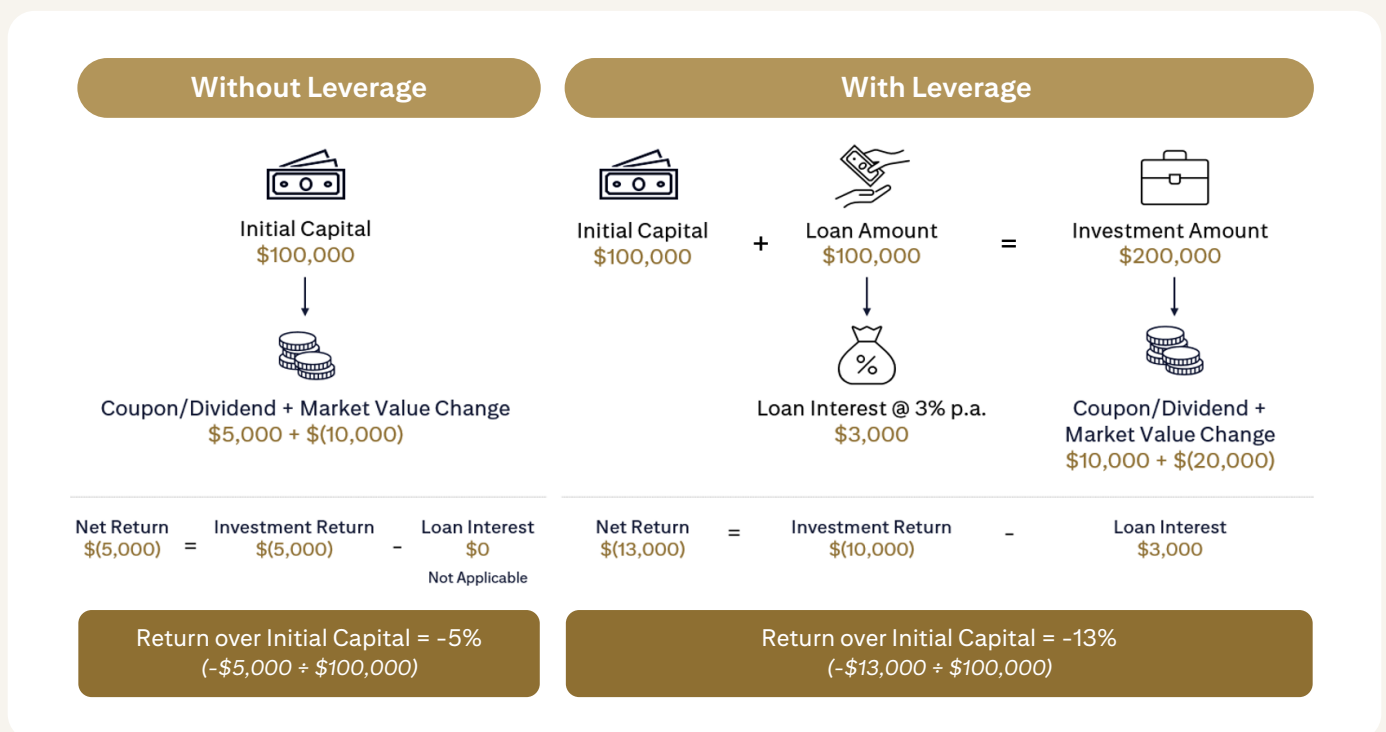 Without Leverage
Initial Capital
$100,000
Coupon/Dividend + Market Value Change
$5,000 + $(10,000)
Net Return = Investment Return - Loan Interest
$(5,000) $(5,000) $0
Not Applicable
Return over Initial Capital = -5%
(-$5,000 ÷ $100,000)
With Leverage
Initial Capital + Loan Amount = Investment Amount
$100,000 $100,000 $200,000
%
Loan Interest @ 3% p.a.
$3,000
Coupon/Dividend +
Market Value Change
$10,000 + $(20,000)
Net Return = Investment Return - Loan Interest
$(13,000) $(10,000) $3,000
Return over Initial Capital = -13%
(-$13,000 ÷ $100,000)